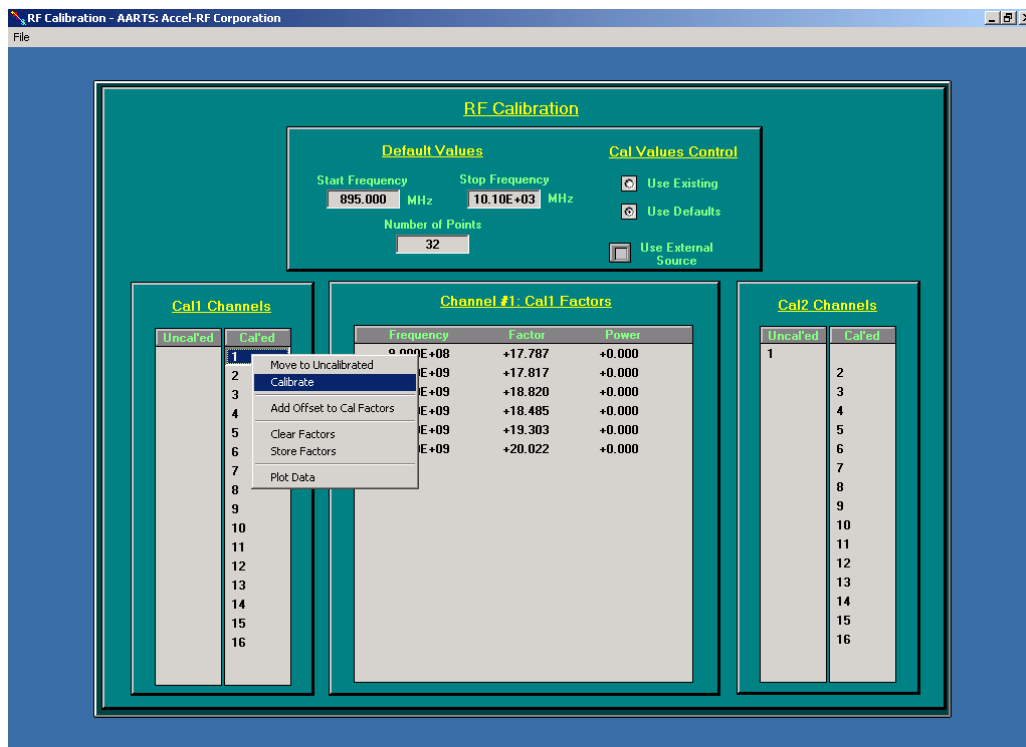 RF Calibration - AARTS: Accel-RF Corporation
File
RF Calibration
Default Values
Cal Values Control
Start Frequency
Stop Frequency
895.000 MHz
10.10E+03 MHz
Number of Points
32
Use Existing
Use Defaults
Use External
Source
Cal1 Channels
Uncal'ed Cal'ed
1
2
3
4
5
6
7
8
9
10
11
12
13
14
15
16
Move to Uncalibrated
Calibrate
Add Offset to Cal Factors
Clear Factors
Store Factors
Plot Data
Channel #1: Cal1 Factors
Frequency Factor Power
9.000E+08 +17.787 +0.000
E+09 +17.817 +0.000
E+09 +18.820 +0.000
E+09 +18.485 +0.000
E+09 +19.303 +0.000
E+09 +20.022 +0.000
Cal2 Channels
Uncal'ed Cal'ed
1
2
3
4
5
6
7
8
9
10
11
12
13
14
15
16